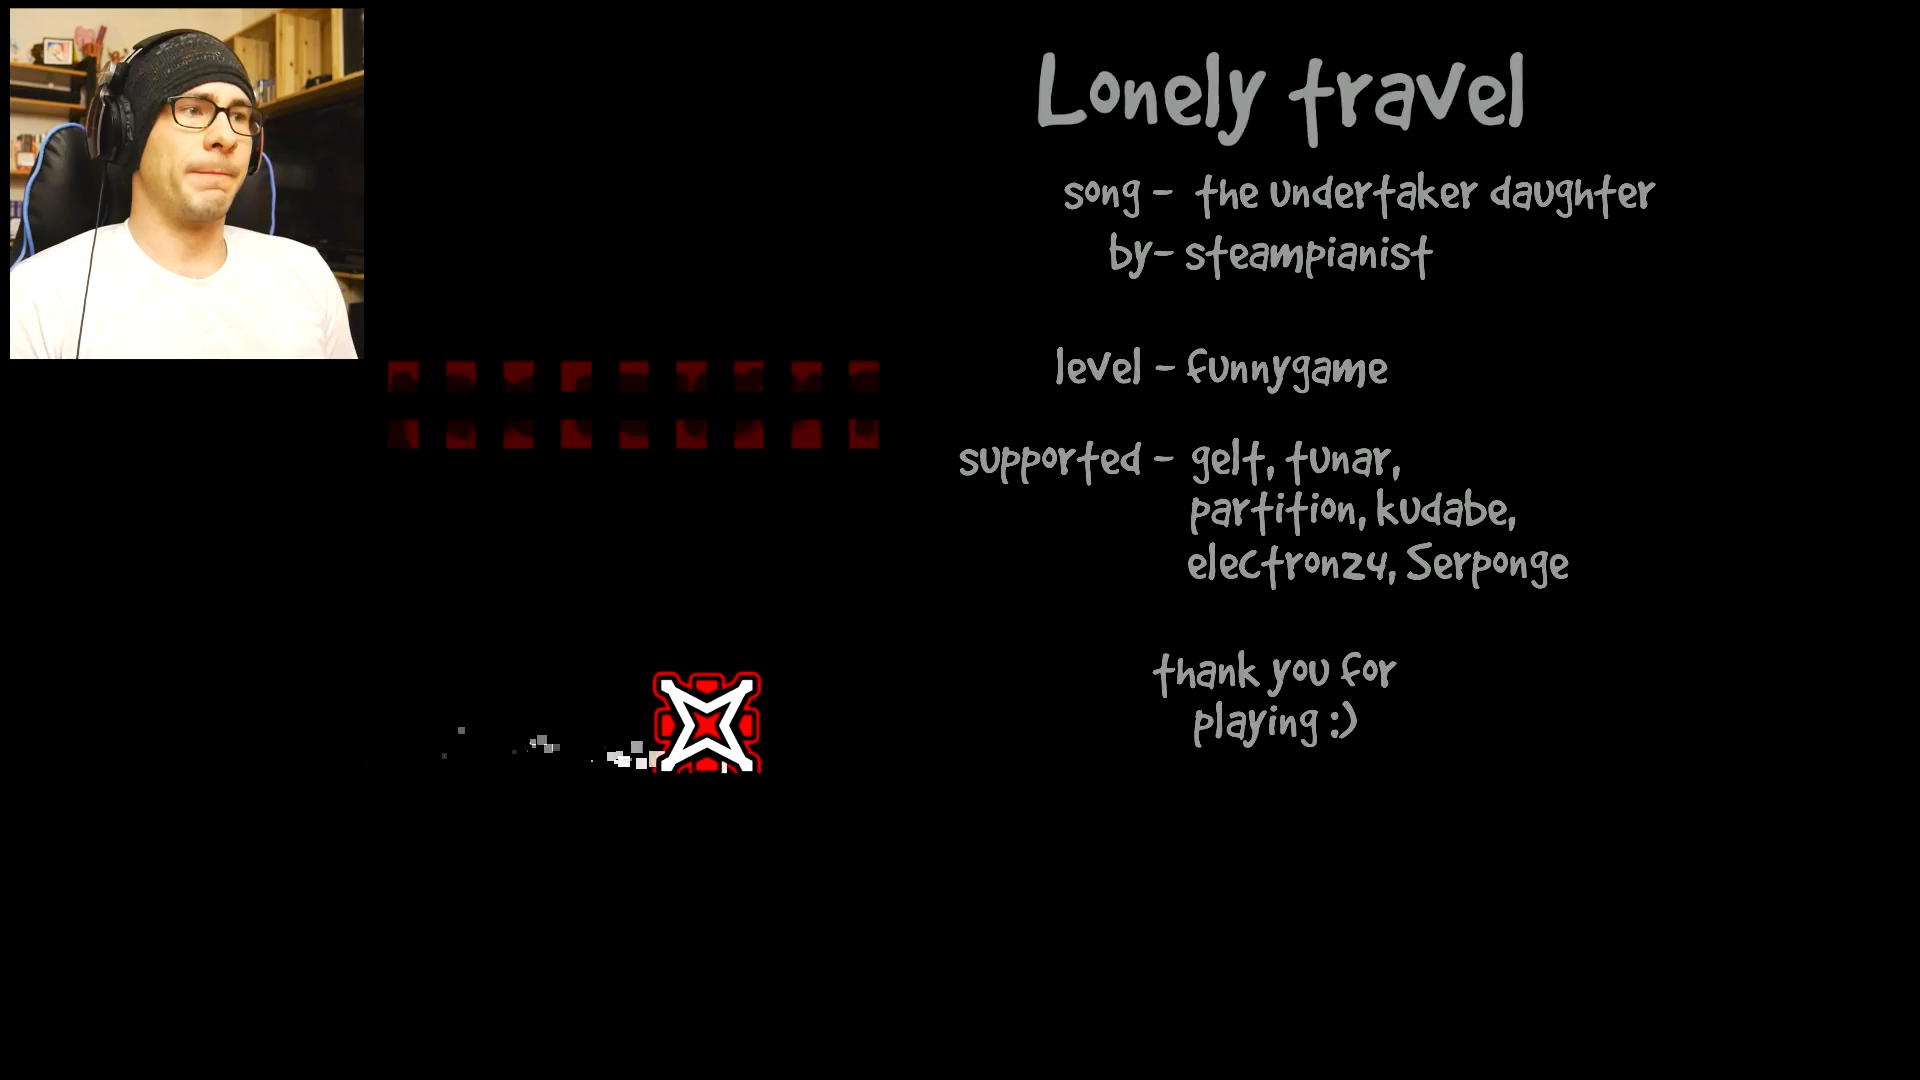 Lonely travel
song - the undertaker daughter
by- steampianist
level - funnygame
supported - gelt, tunar,
partition, kudabe,
electron24, Serponge
thank you for
playing :)